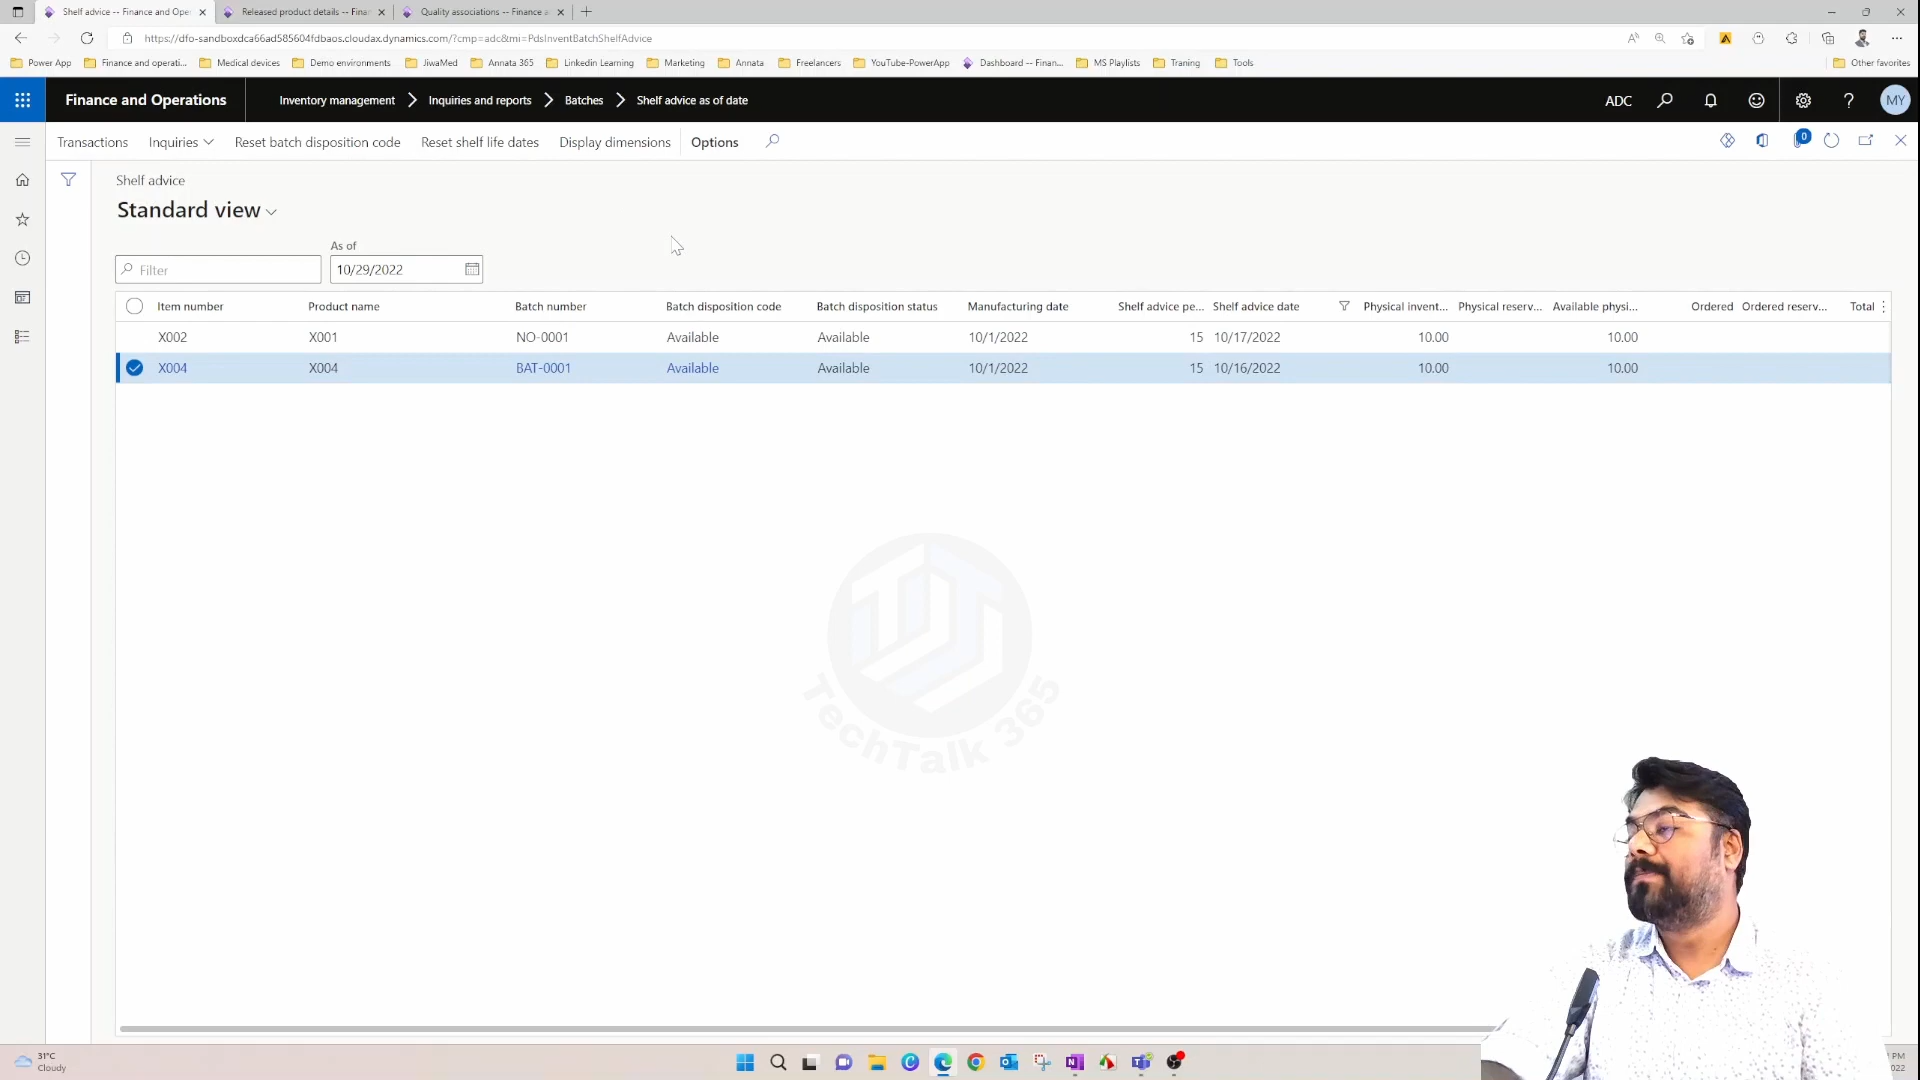 Shelf advice -- Finance and Ope
Released product details -- Finan
Quality associations -- Finance a
https://dfo-sandboxdca66ad585604fdbaos.cloudax.dynamics.com/?cmp=adc&mi=PdsInventBatchShelfAdvice
Power App
Finance and operati...
Medical devices
Demo environments
JiwaMed
Annata 365
Linkedin Learning
Marketing
Annata
Freelancers
YouTube-PowerApp
Dashboard -- Finan...
MS Playlists
Traning
Tools
Other favorites
Finance and Operations
Inventory management
Inquiries and reports
Batches
Shelf advice as of date
ADC
MY
Transactions
Inquiries
Reset batch disposition code
Reset shelf life dates
Display dimensions
Options
0
Shelf advice
Standard view
As of
Filter
10/29/2022
Item number Product name Batch number Batch disposition code Batch disposition status Manufacturing date Shelf advice pe... Shelf advice date Physical invent... Physical reserv... Available physi... Ordered Ordered reserv... Total
X002 X001 NO-0001 Available Available 10/1/2022 15 10/17/2022 10.00 10.00
X004 X004 BAT-0001 Available Available 10/1/2022 15 10/16/2022 10.00 10.00
TechTalk 365
31°C
Cloudy
PM
022